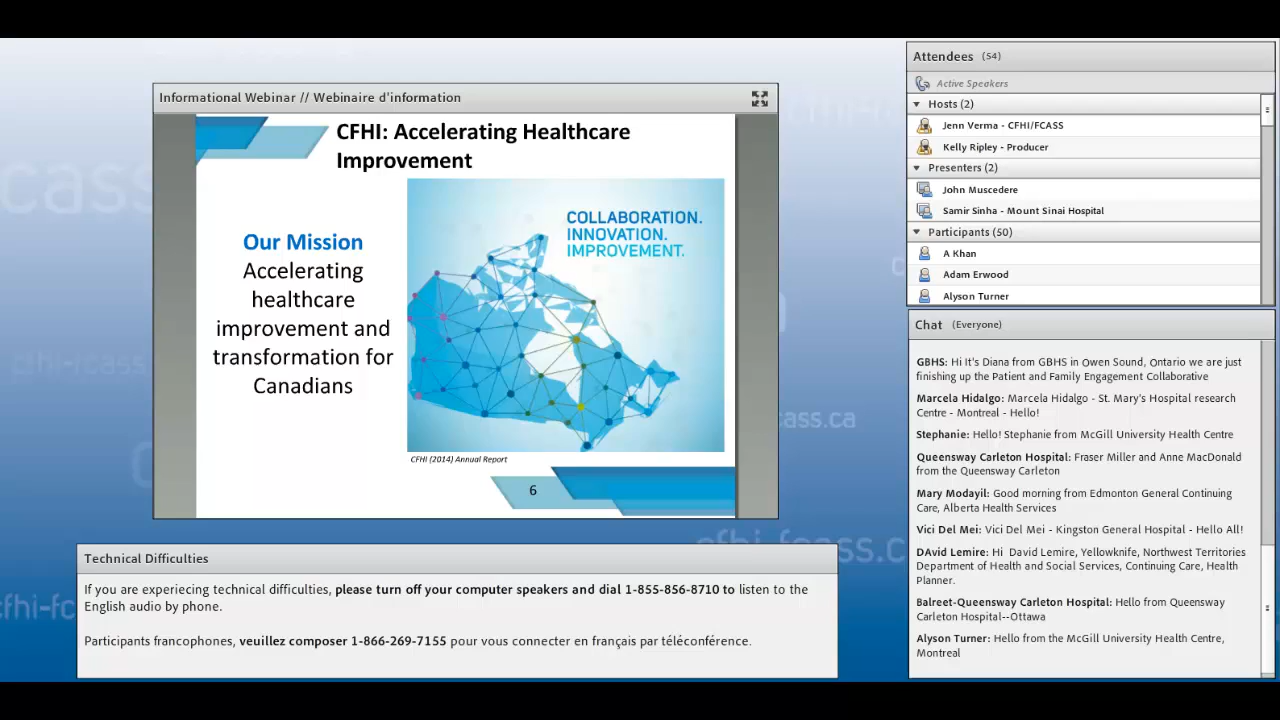 Informational Webinar // Webinaire d'information
CFHI: Accelerating Healthcare
Improvement
Our Mission
Accelerating
healthcare
improvement and
transformation for
Canadians
COLLABORATION.
INNOVATION.
IMPROVEMENT.
CFHI (2014) Annual Report
6
Technical Difficulties
If you are experiecing technical difficulties, please turn off your computer speakers and dial 1-855-856-8710 to listen to the
English audio by phone.
Participants francophones, veuillez composer 1-866-269-7155 pour vous connecter en français par téléconférence.
Attendees (54)
Active Speakers
Hosts (2)
Jenn Verma - CFHI/FCASS
Kelly Ripley - Producer
Presenters (2)
John Muscedere
Samir Sinha - Mount Sinai Hospital
Participants (50)
A Khan
Adam Erwood
Alyson Turner
Chat (Everyone)
GBHS: Hi It's Diana from GBHS in Owen Sound, Ontario we are just
finishing up the Patient and Family Engagement Collaborative
Marcela Hidalgo: Marcela Hidalgo - St. Mary's Hospital research
Centre - Montreal - Hello!
Stephanie: Hello! Stephanie from McGill University Health Centre
Queensway Carleton Hospital: Fraser Miller and Anne MacDonald
from the Queensway Carleton
Mary Modayil: Good morning from Edmonton General Continuing
Care, Alberta Health Services
Vici Del Mei: Vici Del Mei - Kingston General Hospital - Hello All!
DAvid Lemire: Hi  David Lemire, Yellowknife, Northwest Territories
Department of Health and Social Services, Continuing Care, Health
Planner.
Balreet-Queensway Carleton Hospital: Hello from Queensway
Carleton Hospital--Ottawa
Alyson Turner: Hello from the McGill University Health Centre,
Montreal
cass
cfhi-fcass.c
cass.ca
cfhi-fc